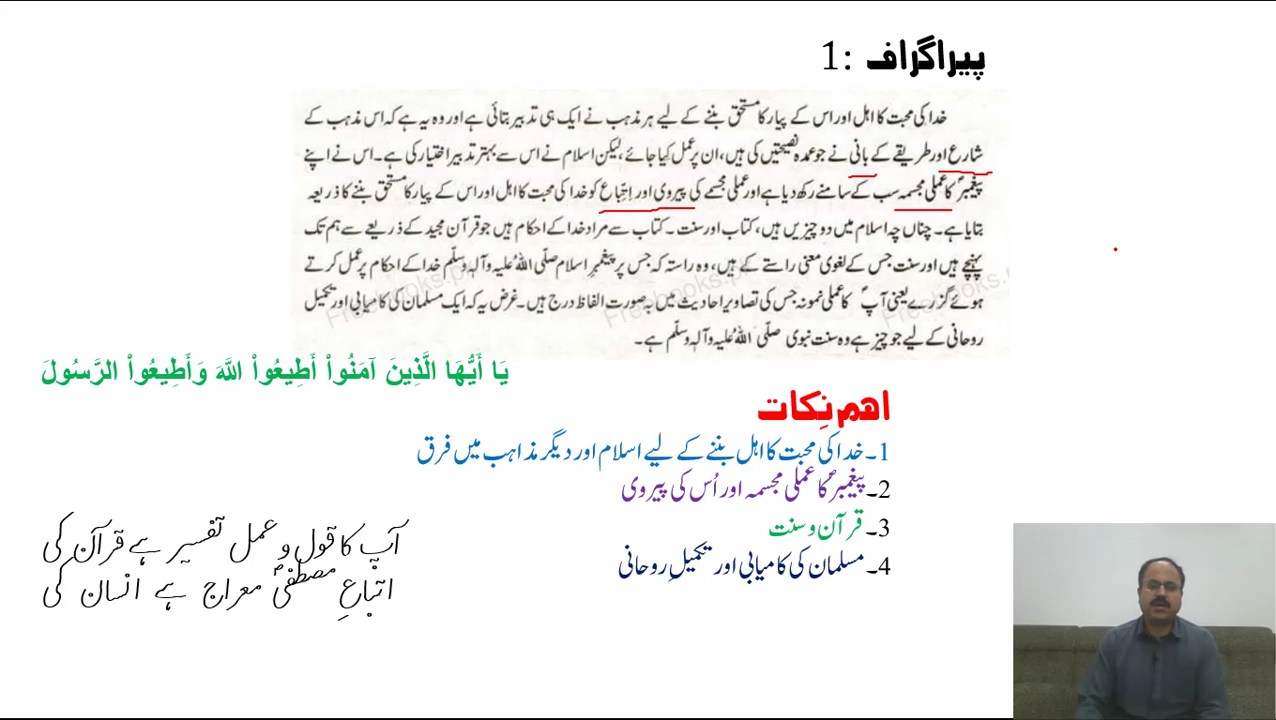 پیراگراف :1
خدا کی محبت کا اہل اور اس کے پیار کا مستحق بننے کے لیے ہر مذہب نے ایک ہی تدبیر بتائی ہے اور وہ یہ ہے کہ اس مذہب کے
شارع اور طریقے کے بانی نے جو عمدہ نصیحتیں کی ہیں، ان پر عمل کیا جائے، لیکن اسلام نے اس سے بہتر تدبیر اختیار کی ہے۔ اس نے اپنے
پیغمبرؐ کا عملی مجسمہ سب کے سامنے رکھ دیا ہے اور عملی مجسمے کی پیروی اور اِتباع کو خدا کی محبت کا اہل اور اس کے پیار کا مستحق بننے کا ذریعہ
بتایا ہے۔ چناں چہ اسلام میں دو چیزیں ہیں، کتاب اور سنت۔ کتاب سے مراد خدا کے احکام ہیں جو قرآن مجید کے ذریعے سے ہم تک
پہنچے ہیں اور سنت جس کے لغوی معنی راستے کے ہیں، وہ راستہ کہ جس پر پیغمبرِ اسلام صلّی اللہُ علیہ وآلہٖ وسلّم خدا کے احکام پر عمل کرتے
ہوئے گزرے یعنی آپؐ کا عملی نمونہ جس کی تصاویر احادیث میں بہ صورت الفاظ درج ہیں۔ غرض یہ کہ ایک مسلمان کی کامیابی اور تکمیل
روحانی کے لیے جو چیز ہے وہ سنت نبوی صلّی اللہُ علیہ وآلہٖ وسلّم ہے۔
يَا أَيُّهَا الَّذِينَ آمَنُواْ أَطِيعُواْ اللّهَ وَأَطِيعُواْ الرَّسُولَ
اہم نِکات
1۔خدا کی محبت کا اہل بننے کے لیے اسلام اور دیگر مذاہب میں فرق
2۔پیغمبرؐ کا عملی مجسمہ اور اُس کی پیروی
3۔قرآن و سنت
4۔مسلمان کی کامیابی اور تکمیلِ روحانی
آپؐ کا قول و عمل تفسیر ہے قرآن کی
اتباعِ مصطفیٰؐ معراج ہے انسان کی